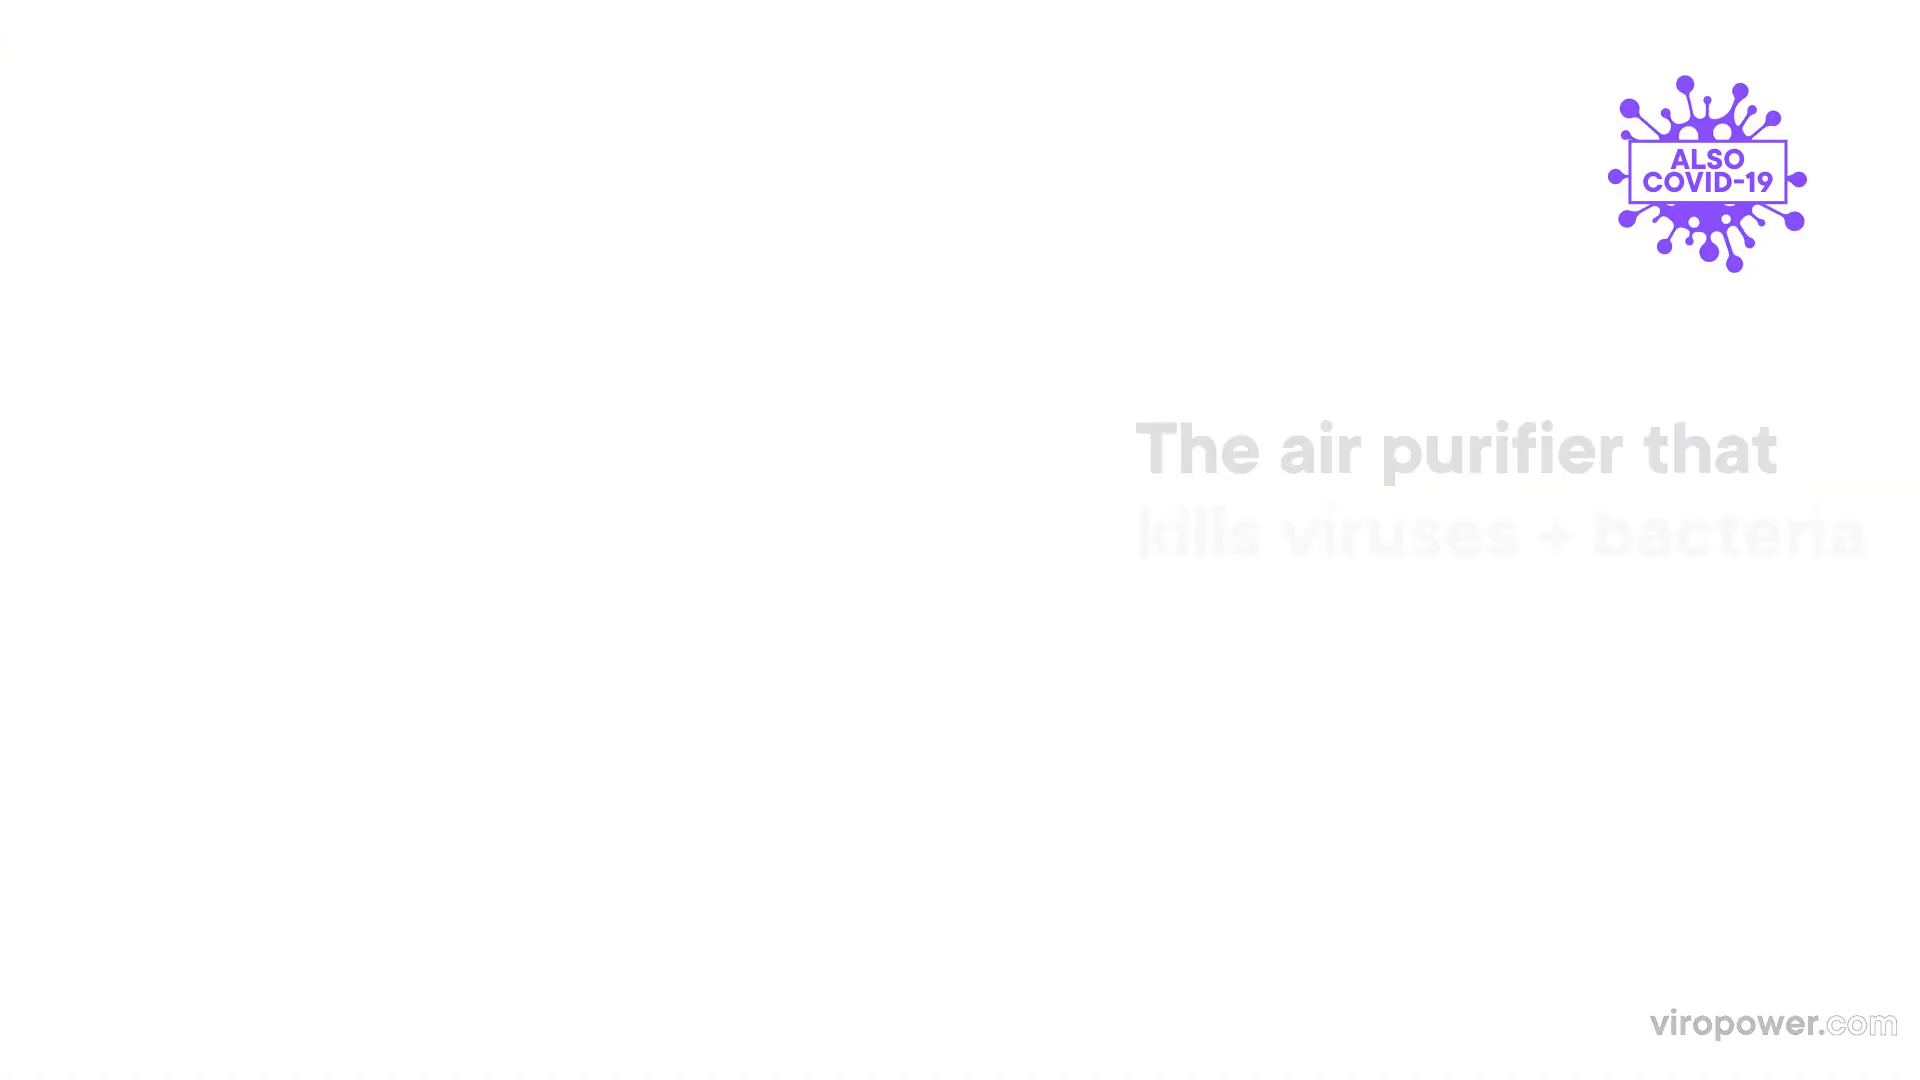 ALSO
COVID-19
The air purifier that
kills viruses + bacteria
viropower.com